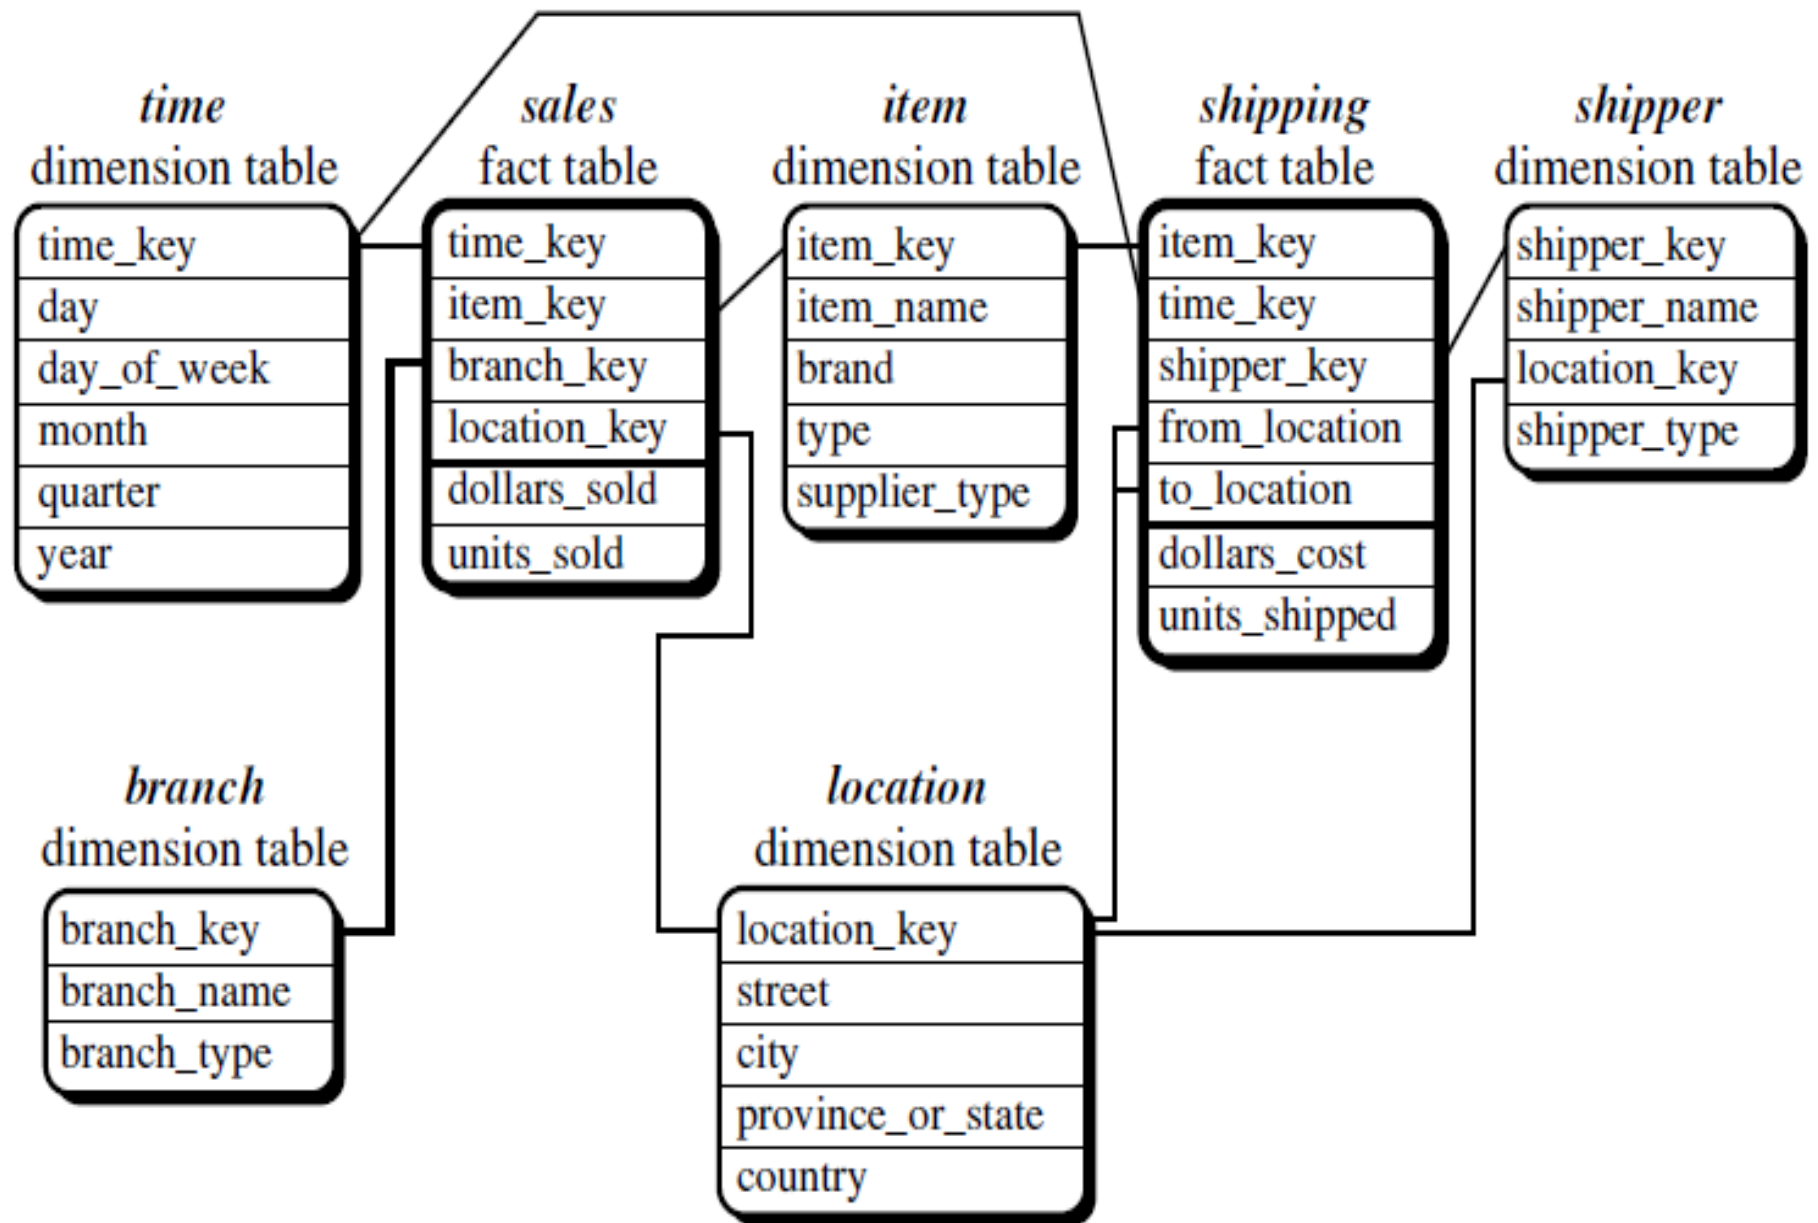 time
dimension table
time_key
day
day_of_week
month
quarter
year
sales
fact table
time_key
item_key
branch_key
location_key
dollars_sold
units_sold
item
dimension table
item_key
item_name
brand
type
supplier_type
shipping
fact table
item_key
time_key
shipper_key
from_location
to_location
dollars_cost
units_shipped
shipper
dimension table
shipper_key
shipper_name
location_key
shipper_type
branch
dimension table
branch_key
branch_name
branch_type
location
dimension table
location_key
street
city
province_or_state
country